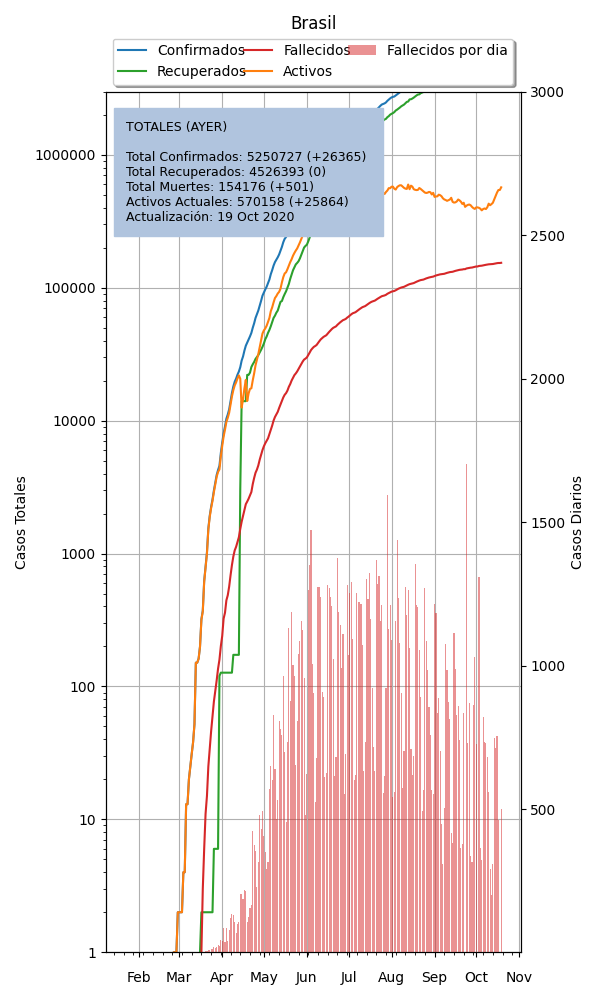 Brasil
Confirmados
Recuperados
Fallecidos
Activos
Fallecidos por dia
TOTALES (AYER)
Total Confirmados: 5250727 (+26365)
Total Recuperados: 4526393 (0)
Total Muertes: 154176 (+501)
Activos Actuales: 570158 (+25864)
Actualización: 19 Oct 2020
Casos Totales
1000000
100000
10000
1000
100
10
1
Feb Mar Apr May Jun Jul Aug Sep Oct Nov
3000
2500
2000
1500
1000
500
Casos Diarios